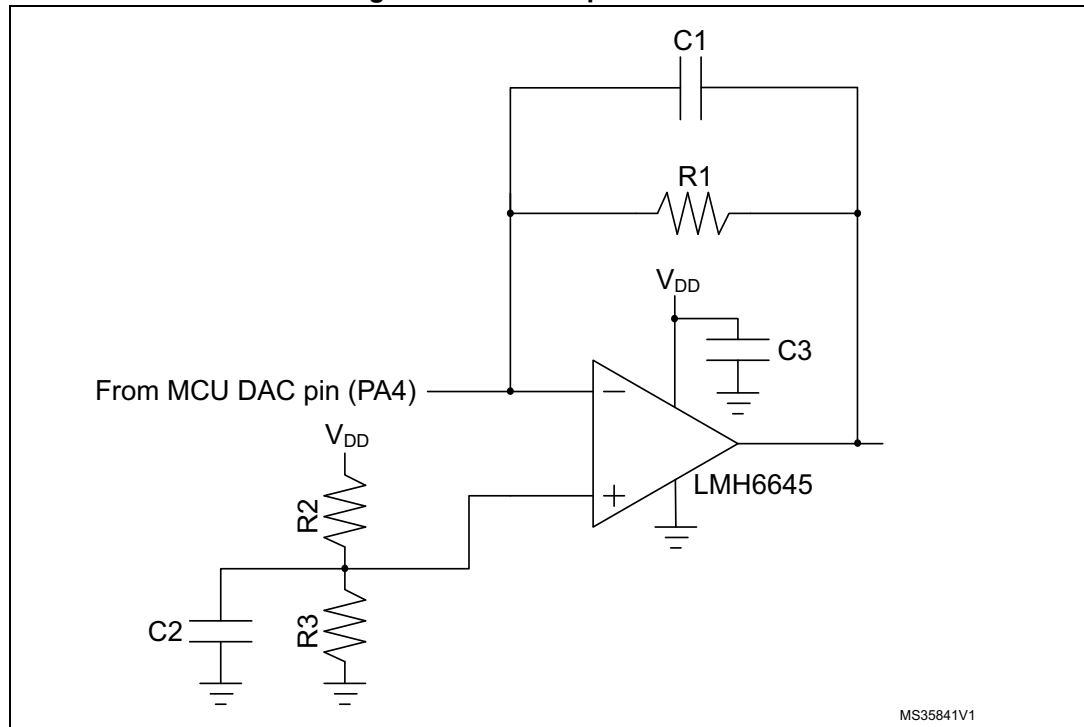 C1
R1
VDD
C3
From MCU DAC pin (PA4)
−
VDD
LMH6645
+
R2
C2
R3
MS35841V1